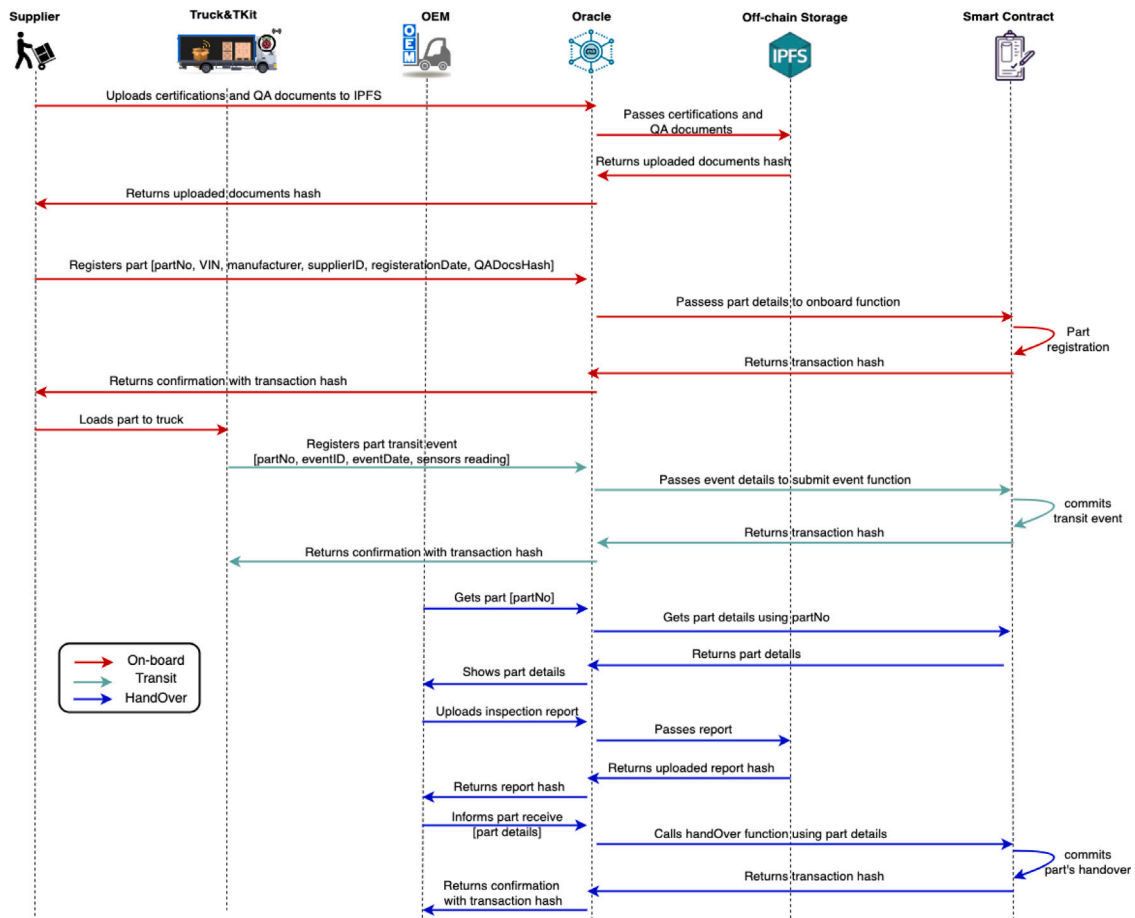 Supplier
Truck&TKit
OEM
Oracle
Off-chain Storage
Smart Contract
OEM
IPFS
Uploads certifications and QA documents to IPFS
Passes certifications and
QA documents
Returns uploaded documents hash
Returns uploaded documents hash
Registers part [partNo, VIN, manufacturer, supplierID, registerationDate, QADocsHash]
Passess part details to onboard function
Part
registration
Returns transaction hash
Returns confirmation with transaction hash
Loads part to truck
Registers part transit event
[partNo, eventID, eventDate, sensors reading]
Passes event details to submit event function
commits
transit event
Returns transaction hash
Returns confirmation with transaction hash
Gets part [partNo]
Gets part details using partNo
Returns part details
Shows part details
On-board
Transit
HandOver
Uploads inspection report
Passes report
Returns uploaded report hash
Returns report hash
Informs part receive
[part details]
Calls handOver function using part details
commits
part's handover
Returns transaction hash
Returns confirmation
with transaction hash